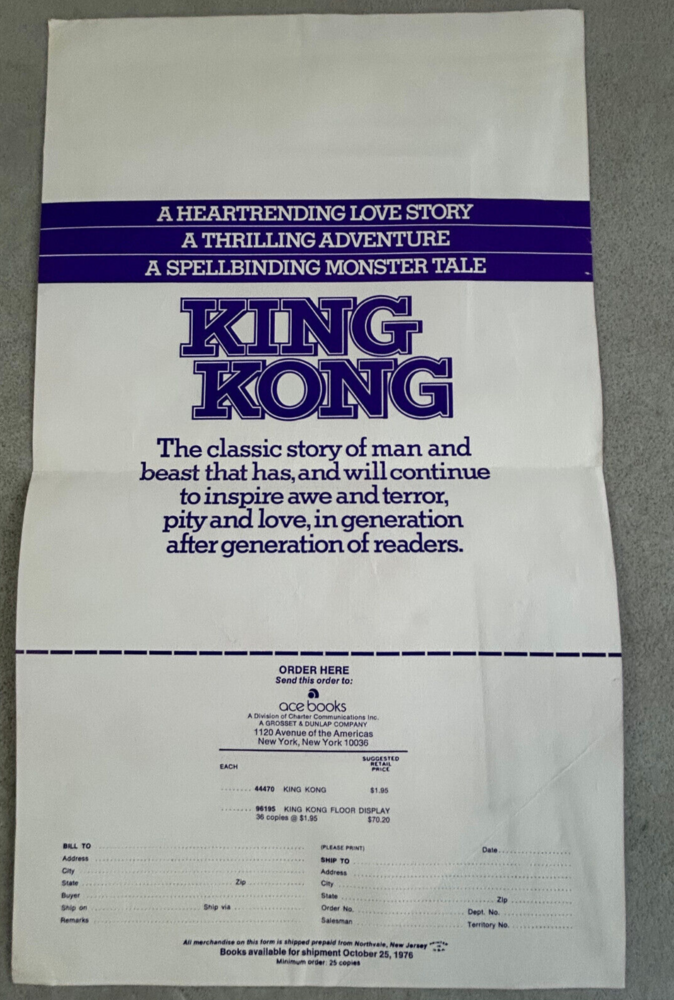 A HEARTRENDING LOVE STORY
A THRILLING ADVENTURE
A SPELLBINDING MONSTER TALE
KING
KONG
The classic story of man and
beast that has, and will continue
to inspire awe and terror,
pity and love, in generation
after generation of readers.
ORDER HERE
Send this order to:
ace books
A Division of Charter Communications Inc.
A GROSSET & DUNLAP COMPANY
1120 Avenue of the Americas
New York, New York 10036
EACH SUGGESTED
RETAIL
PRICE
........ 44470 KING KONG $1.95
........ 96195 KING KONG FLOOR DISPLAY
36 copies @ $1.95 $70.20
BILL TO
Address
City
State Zip
Buyer
Ship on Ship via
Remarks
(PLEASE PRINT) Date
SHIP TO
Address
City
State Zip
Order No. Dept. No.
Salesman Territory No.
All merchandise on this form is shipped prepaid from Northvale, New Jersey
Books available for shipment October 25, 1976
Minimum order: 25 copies